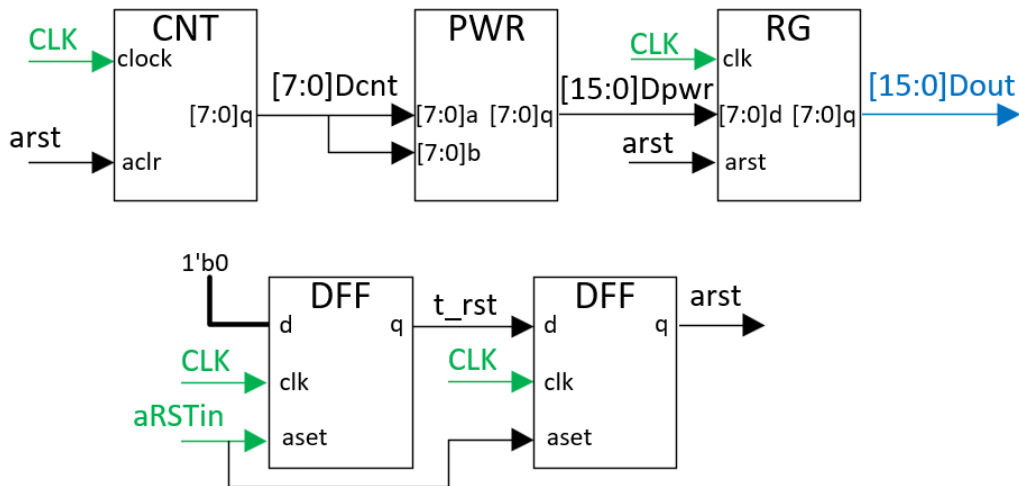 CNT
CLK
clock
[7:0]q
arst
aclr
[7:0]Dcnt
PWR
[7:0]a [7:0]q
[7:0]b
[15:0]Dpwr
RG
CLK
clk
[7:0]d [7:0]q
arst
arst
[15:0]Dout
1'b0
DFF
d q
CLK
clk
aRSTin
aset
t_rst
DFF
d q
CLK
clk
aset
arst